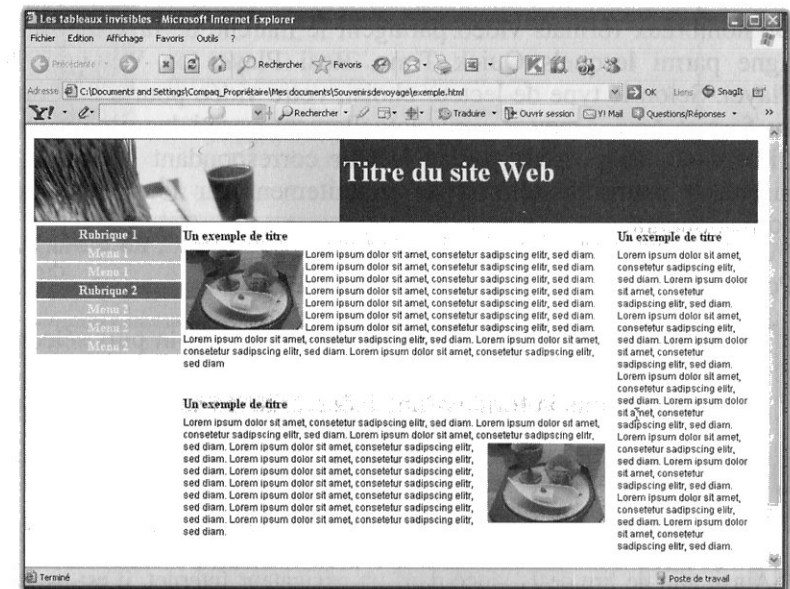 Les tableaux invisibles - Microsoft Internet Explorer
Fichier Edition Affichage Favoris Outils ?
Précédente Rechercher Favoris
Adresse C:\Documents and Settings\Compaq_Propriétaire\Mes documents\Souvenirsdevoyage\exemple.html OK Liens SnagIt
Y! Rechercher Traduire Ouvrir session Y! Mail Questions/Réponses »
Titre du site Web
Rubrique 1
Menu 1
Menu 1
Rubrique 2
Menu 2
Menu 2
Menu 2
Un exemple de titre
Lorem ipsum dolor sit amet, consetetur sadipscing elitr, sed diam.
Lorem ipsum dolor sit amet, consetetur sadipscing elitr, sed diam.
Lorem ipsum dolor sit amet, consetetur sadipscing elitr, sed diam.
Lorem ipsum dolor sit amet, consetetur sadipscing elitr, sed diam.
Lorem ipsum dolor sit amet, consetetur sadipscing elitr, sed diam.
Lorem ipsum dolor sit amet, consetetur sadipscing elitr, sed diam.
Lorem ipsum dolor sit amet, consetetur sadipscing elitr, sed diam.
Lorem ipsum dolor sit amet, consetetur sadipscing elitr, sed diam. Lorem ipsum dolor sit amet,
consetetur sadipscing elitr, sed diam. Lorem ipsum dolor sit amet, consetetur sadipscing elitr,
sed diam
Un exemple de titre
Lorem ipsum dolor sit amet, consetetur sadipscing elitr, sed diam. Lorem ipsum dolor sit amet,
consetetur sadipscing elitr, sed diam. Lorem ipsum dolor sit amet, consetetur sadipscing elitr,
sed diam. Lorem ipsum dolor sit amet, consetetur sadipscing elitr,
sed diam. Lorem ipsum dolor sit amet, consetetur sadipscing elitr,
sed diam. Lorem ipsum dolor sit amet, consetetur sadipscing elitr,
sed diam. Lorem ipsum dolor sit amet, consetetur sadipscing elitr,
sed diam. Lorem ipsum dolor sit amet, consetetur sadipscing elitr,
sed diam. Lorem ipsum dolor sit amet, consetetur sadipscing elitr,
sed diam. Lorem ipsum dolor sit amet, consetetur sadipscing elitr,
sed diam.
Un exemple de titre
Lorem ipsum dolor sit amet,
consetetur sadipscing elitr,
sed diam. Lorem ipsum dolor
sit amet, consetetur
sadipscing elitr, sed diam.
Lorem ipsum dolor sit amet,
consetetur sadipscing elitr,
sed diam. Lorem ipsum dolor
sit amet, consetetur
sadipscing elitr, sed diam.
Lorem ipsum dolor sit amet,
consetetur sadipscing elitr,
sed diam. Lorem ipsum dolor
sit amet, consetetur
sadipscing elitr, sed diam.
Lorem ipsum dolor sit amet,
consetetur sadipscing elitr,
sed diam. Lorem ipsum dolor
sit amet, consetetur
sadipscing elitr, sed diam.
Lorem ipsum dolor sit amet,
consetetur sadipscing elitr,
sed diam. Lorem ipsum dolor
sit amet, consetetur
sadipscing elitr, sed diam.
Terminé Poste de travail